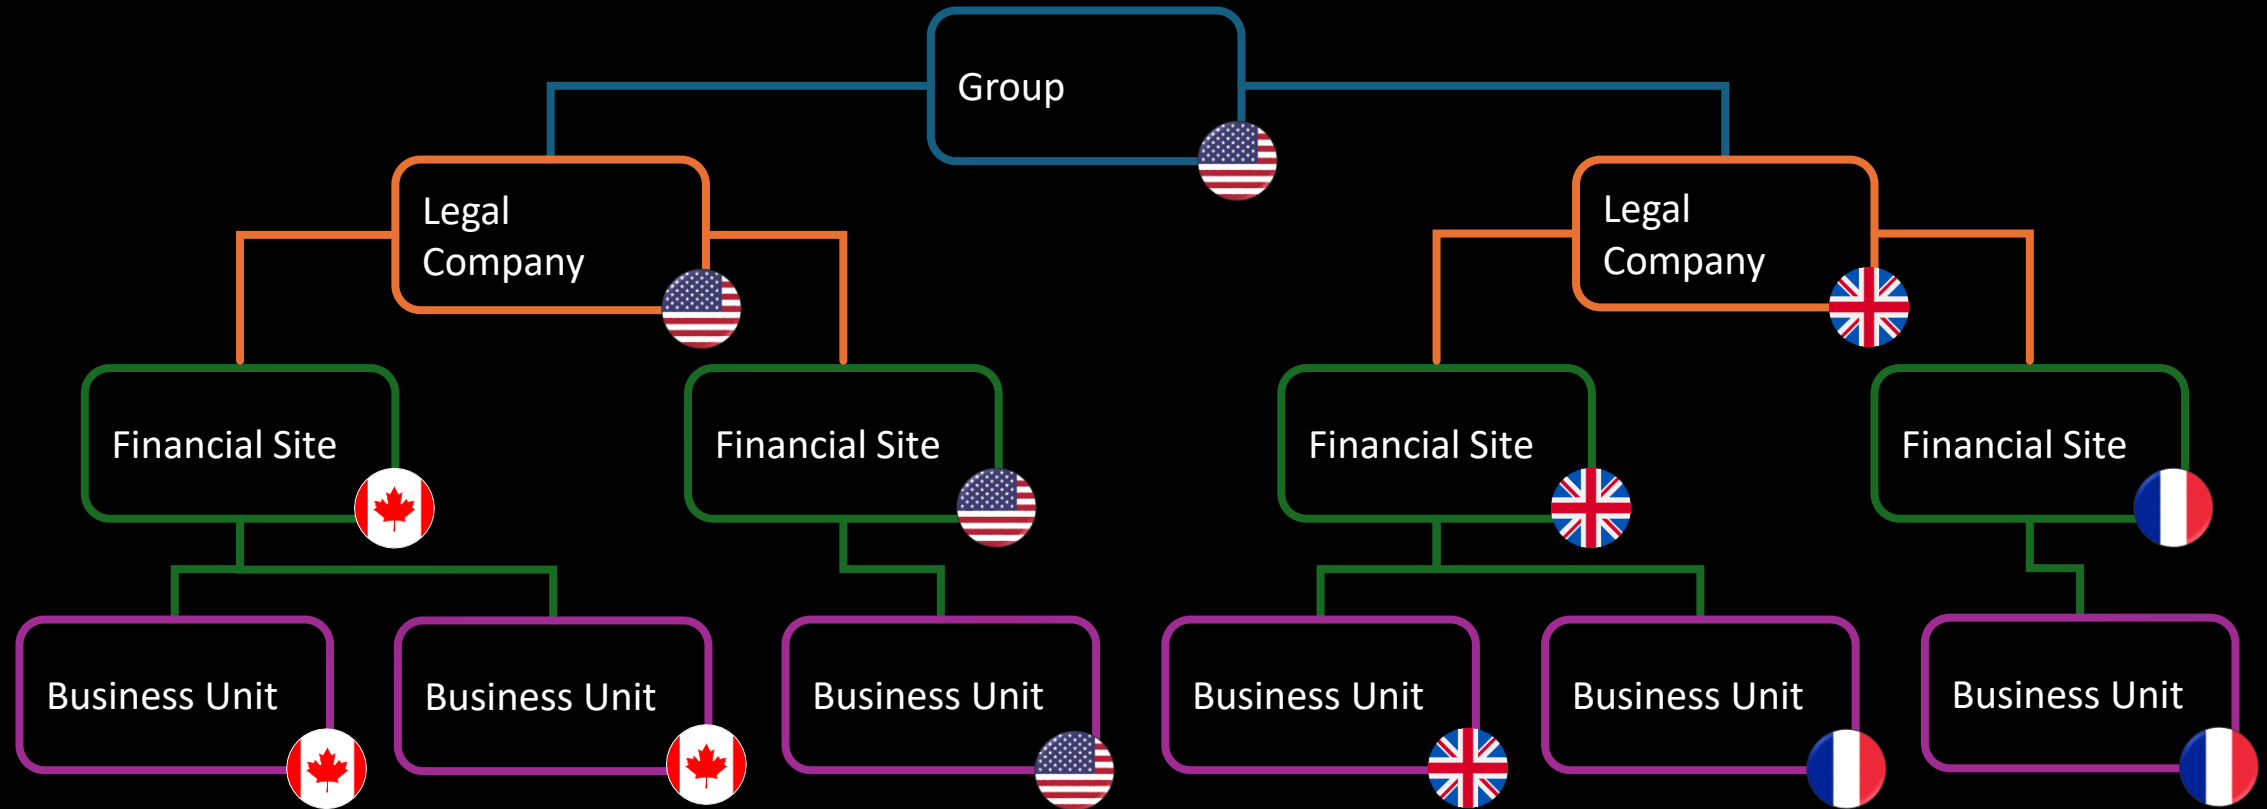 Group
Legal
Company
Legal
Company
Financial Site
Financial Site
Financial Site
Financial Site
Business Unit
Business Unit
Business Unit
Business Unit
Business Unit
Business Unit